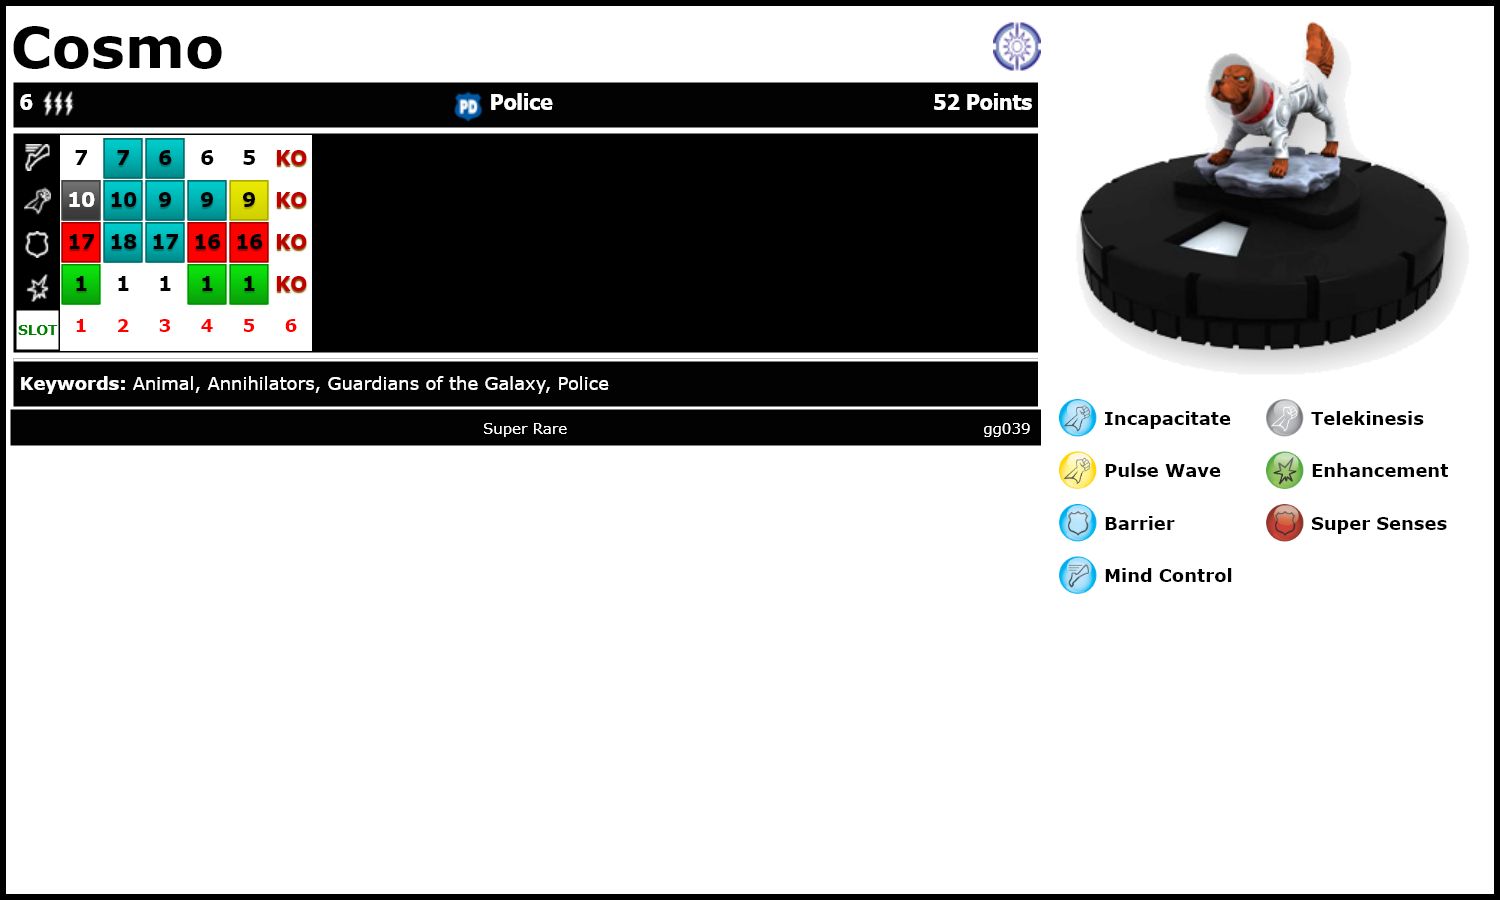 Cosmo
6 PD Police 52 Points
7 7 6 6 5 KO
10 10 9 9 9 KO
17 18 17 16 16 KO
1 1 1 1 1 KO
SLOT 1 2 3 4 5 6
Keywords: Animal, Annihilators, Guardians of the Galaxy, Police
Super Rare gg039
Incapacitate Telekinesis
Pulse Wave Enhancement
Barrier Super Senses
Mind Control